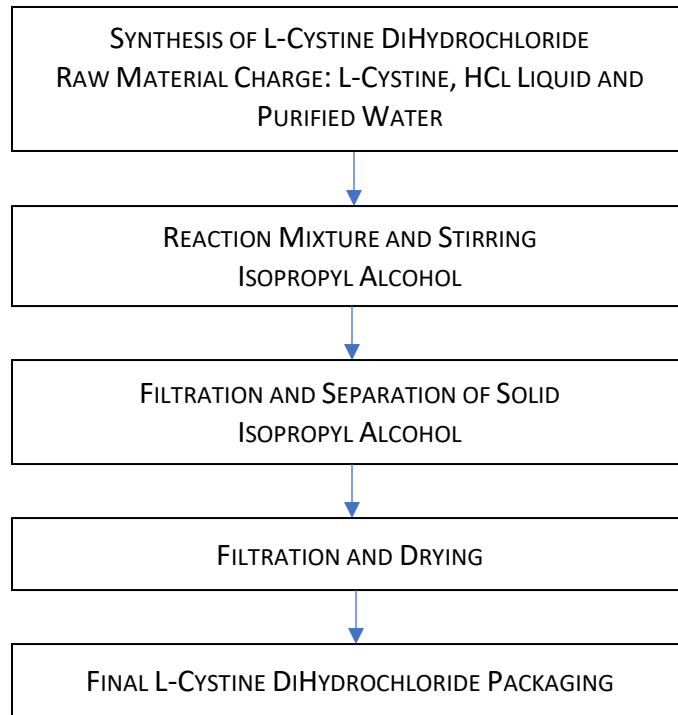 Synthesis of L-Cystine DiHydrochloride
Raw Material Charge: L-Cystine, HCl Liquid and
Purified Water
Reaction Mixture and Stirring
Isopropyl Alcohol
Filtration and Separation of Solid
Isopropyl Alcohol
Filtration and Drying
Final L-Cystine DiHydrochloride Packaging